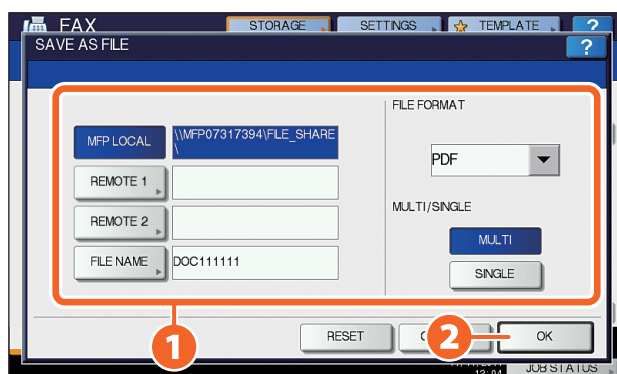 FAX STORAGE SETTINGS TEMPLATE ?
SAVE AS FILE ?
FILE FORMAT
MFP LOCAL \\MFP07317394\FILE_SHARE
\
PDF
REMOTE 1
MULTI/SINGLE
REMOTE 2
MULTI
FILE NAME DOC111111
SINGLE
1
2
RESET OK
JOB STATUS